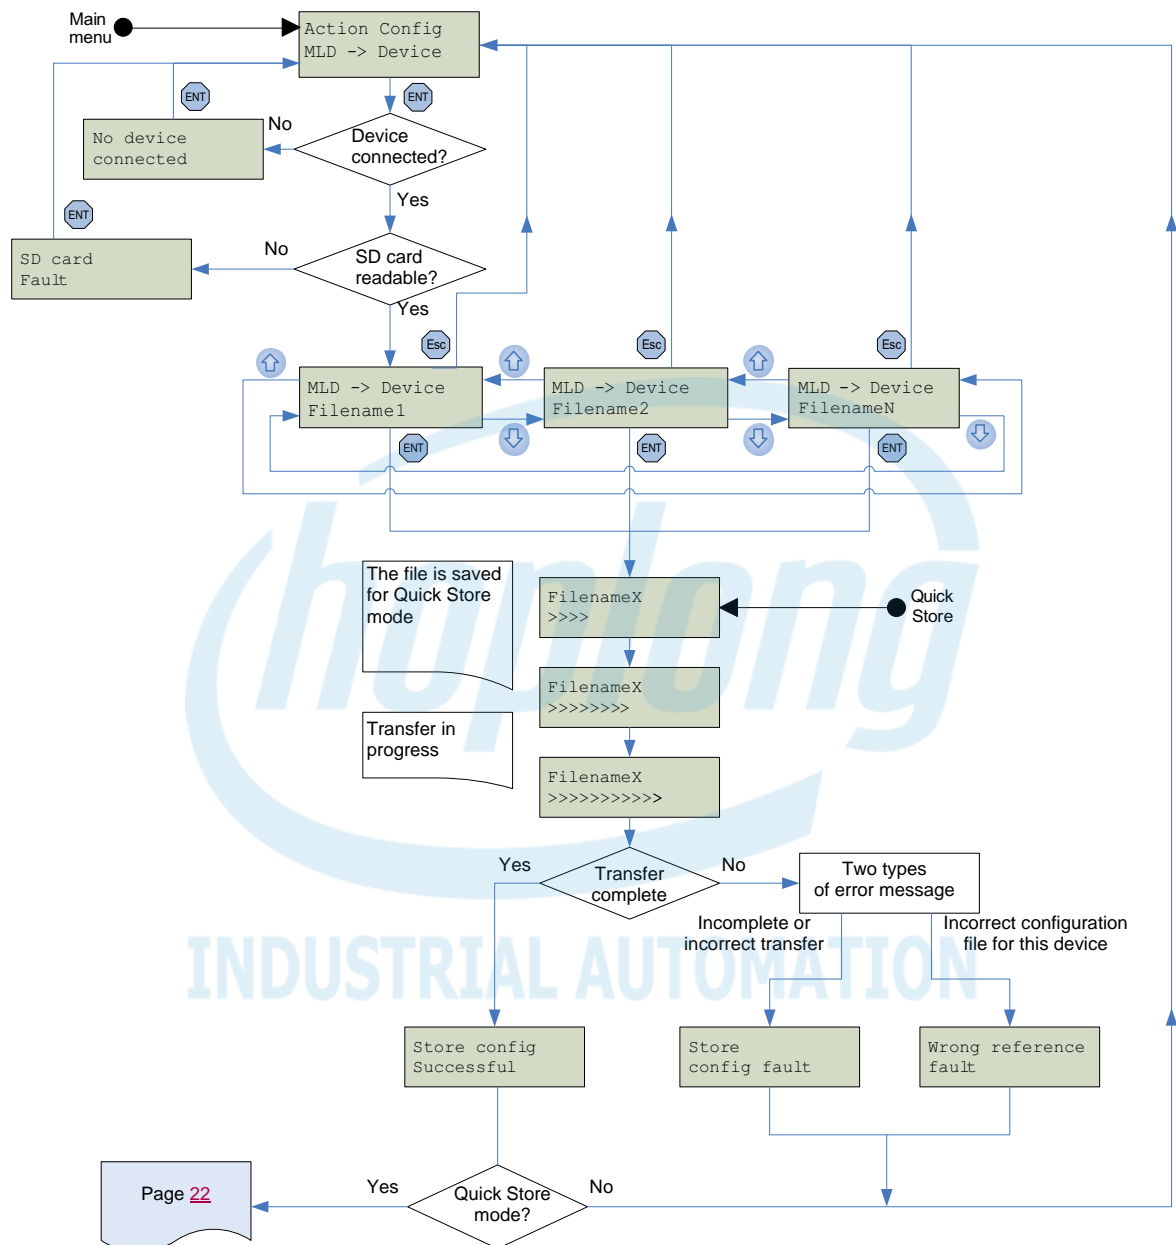 Main
menu
Action Config
MLD -> Device
ENT
ENT
No
Device
connected?
No device
connected
Yes
ENT
No
SD card
readable?
SD card
Fault
Yes
Esc
Esc
Esc
MLD -> Device
Filename1
MLD -> Device
Filename2
MLD -> Device
FilenameN
ENT
ENT
ENT
hoplong
The file is saved
for Quick Store
mode
FilenameX
>>>>
Quick
Store
FilenameX
>>>>>>>>
Transfer in
progress
FilenameX
>>>>>>>>>>>
Yes
Transfer
complete
No
Two types
of error message
Incomplete or
incorrect transfer
Incorrect configuration
file for this device
INDUSTRIAL AUTOMATION
Store config
Successful
Store
config fault
Wrong reference
fault
Page 22
Yes
Quick Store
mode?
No